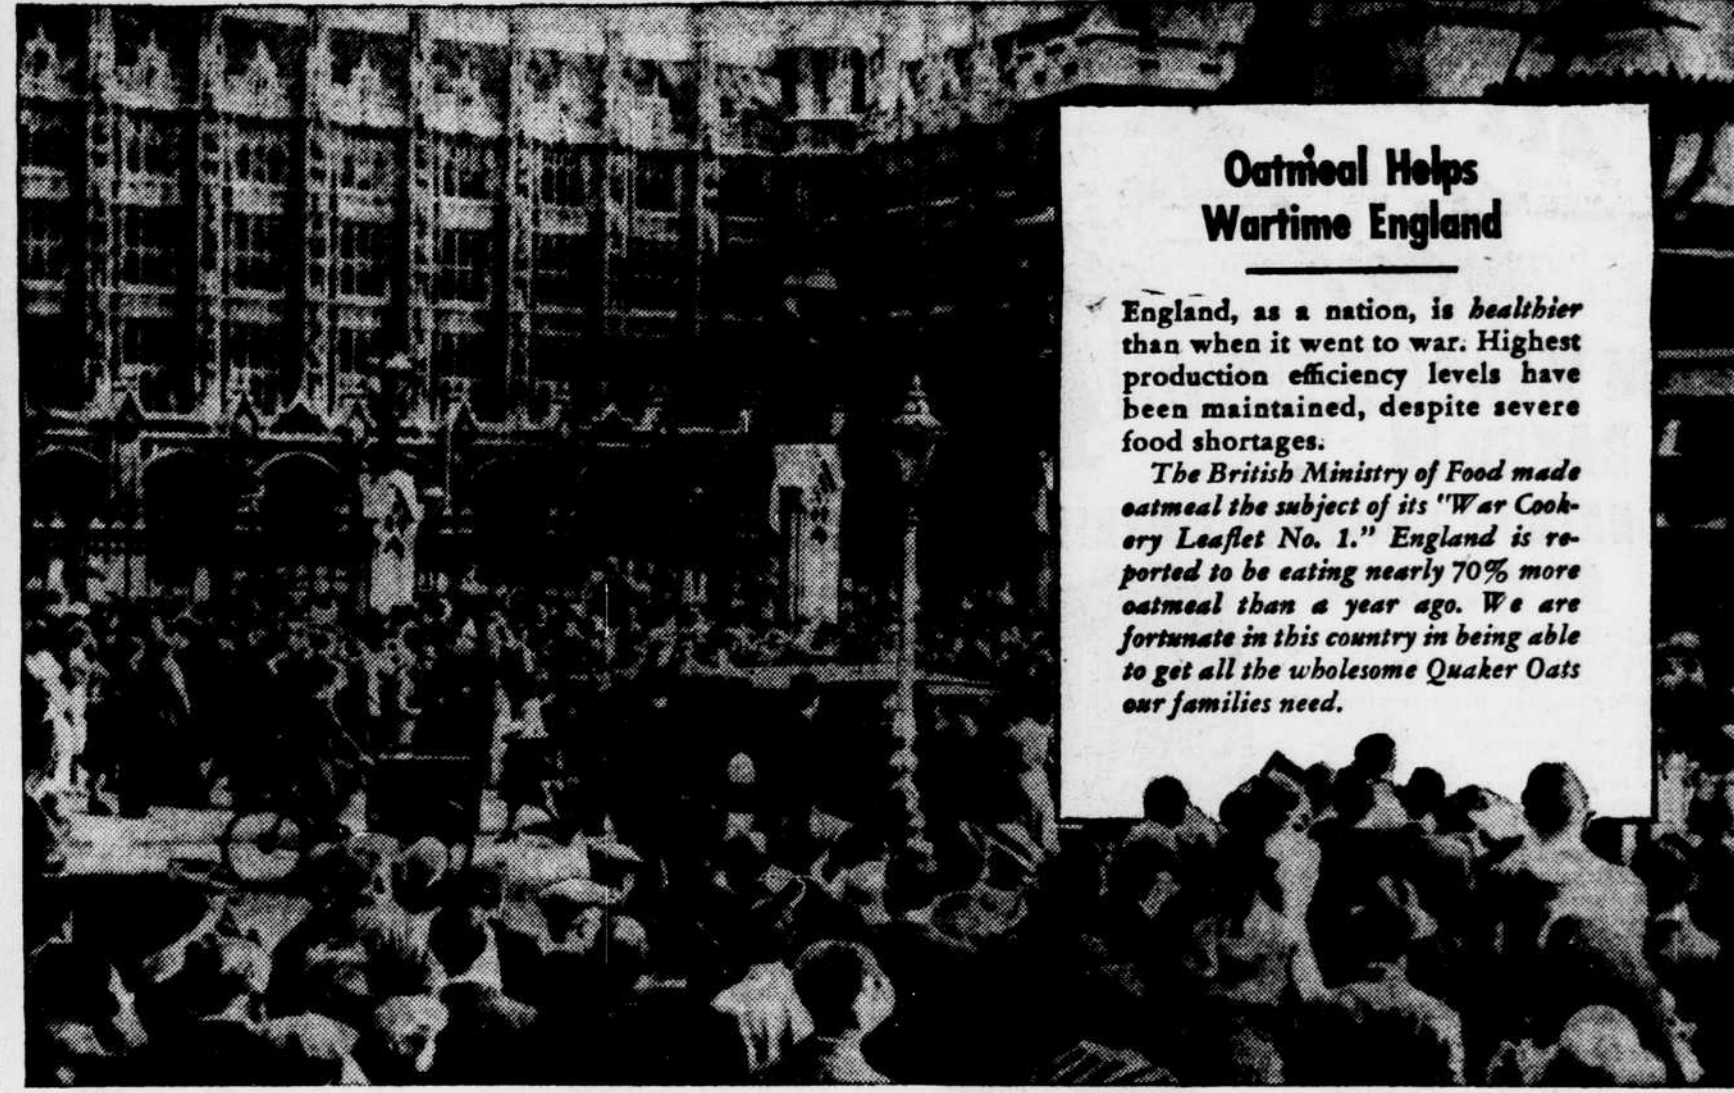 Oatmeal Helps
Wartime England
England, as a nation, is healthier
than when it went to war. Highest
production efficiency levels have
been maintained, despite severe
food shortages.
The British Ministry of Food made
oatmeal the subject of its "War Cook-
ery Leaflet No. 1." England is re-
ported to be eating nearly 70% more
oatmeal than a year ago. We are
fortunate in this country in being able
to get all the wholesome Quaker Oats
our families need.